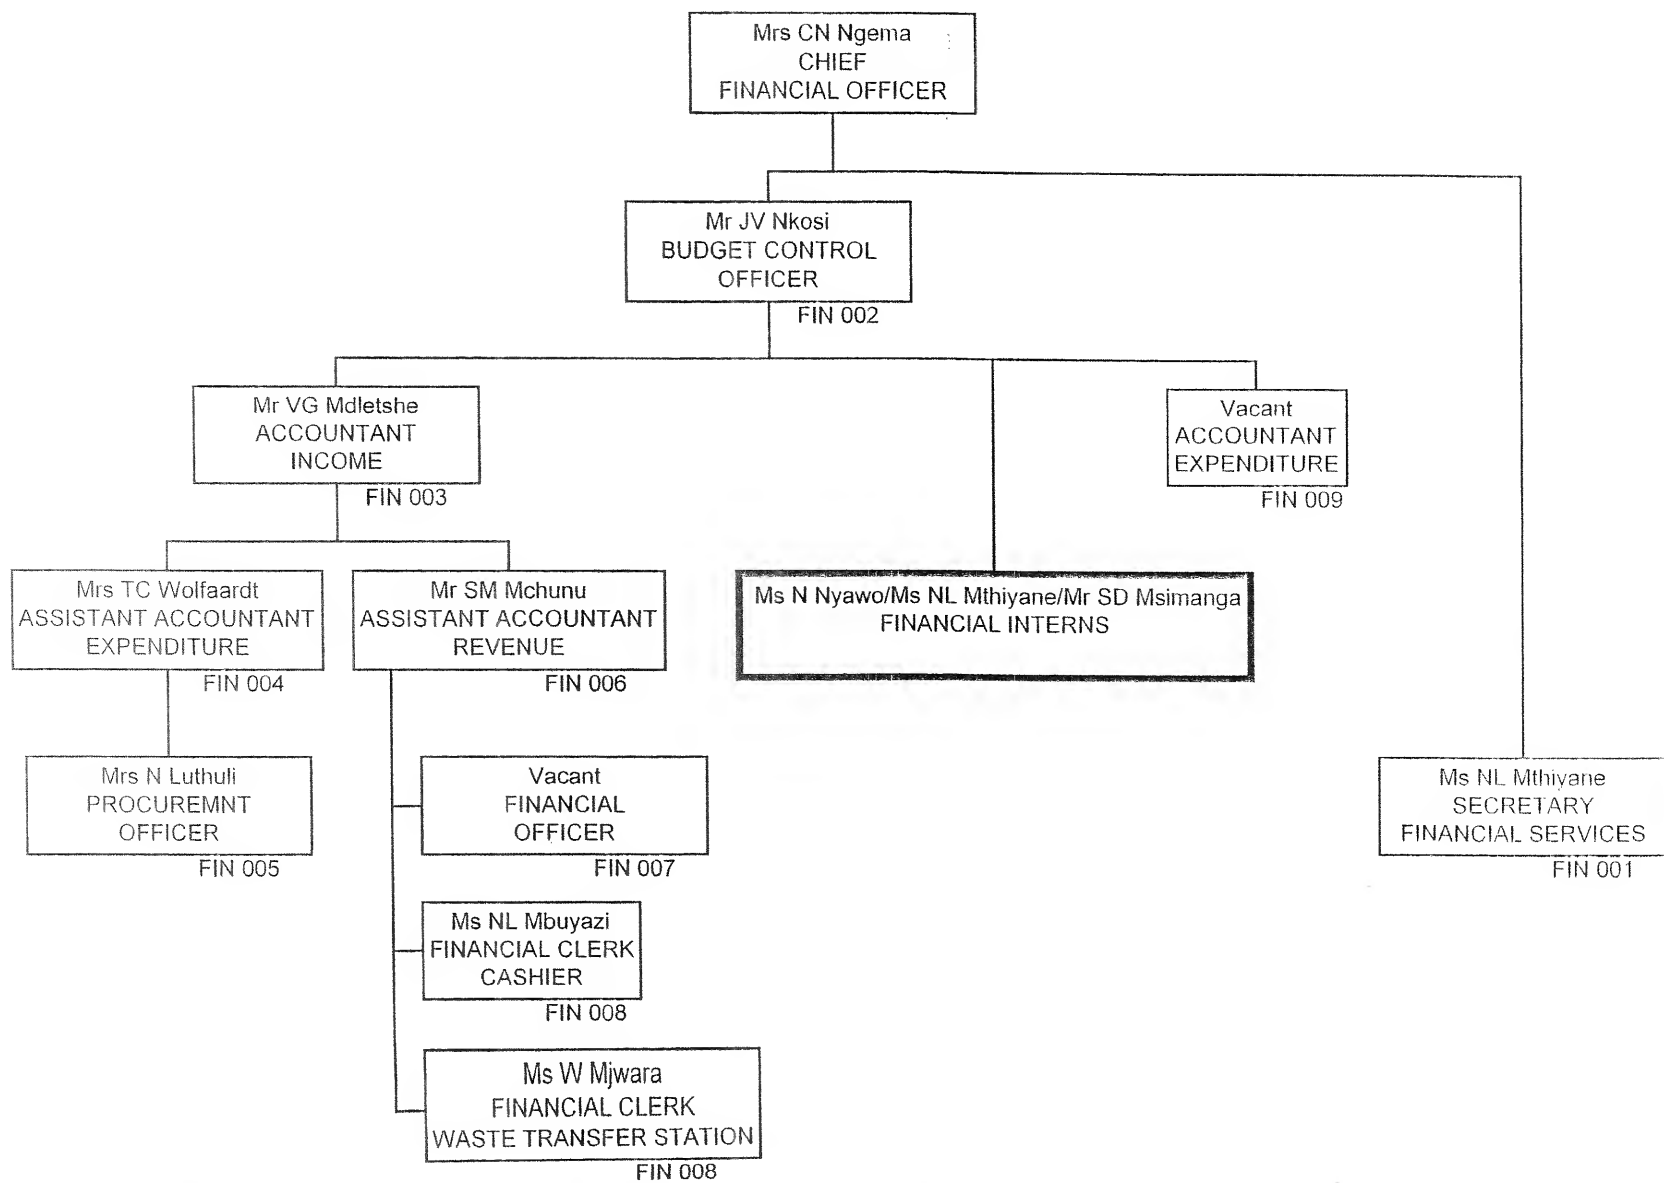 Mrs CN Ngema
CHIEF
FINANCIAL OFFICER
Mr JV Nkosi
BUDGET CONTROL
OFFICER
FIN 002
Mr VG Mdletshe
ACCOUNTANT
INCOME
FIN 003
Vacant
ACCOUNTANT
EXPENDITURE
FIN 009
Mrs TC Wolfaardt
ASSISTANT ACCOUNTANT
EXPENDITURE
FIN 004
Mr SM Mchunu
ASSISTANT ACCOUNTANT
REVENUE
FIN 006
Ms N Nyawo/Ms NL Mthiyane/Mr SD Msimanga
FINANCIAL INTERNS
Mrs N Luthuli
PROCUREMNT
OFFICER
FIN 005
Vacant
FINANCIAL
OFFICER
FIN 007
Ms NL Mthiyane
SECRETARY
FINANCIAL SERVICES
FIN 001
Ms NL Mbuyazi
FINANCIAL CLERK
CASHIER
FIN 008
Ms W Mjwara
FINANCIAL CLERK
WASTE TRANSFER STATION
FIN 008